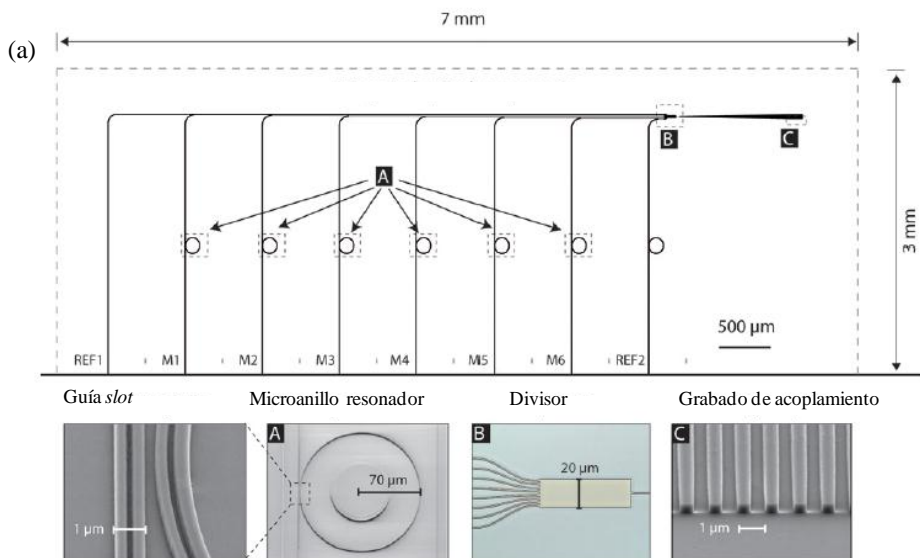 7 mm
(a)
B
C
A
3 mm
500 µm
REF1
M1
M2
M3
M4
M5
M6
REF2
Guía slot
Microanillo resonador
Divisor
Grabado de acoplamiento
A
B
C
70 µm
20 µm
1 µm
1 µm